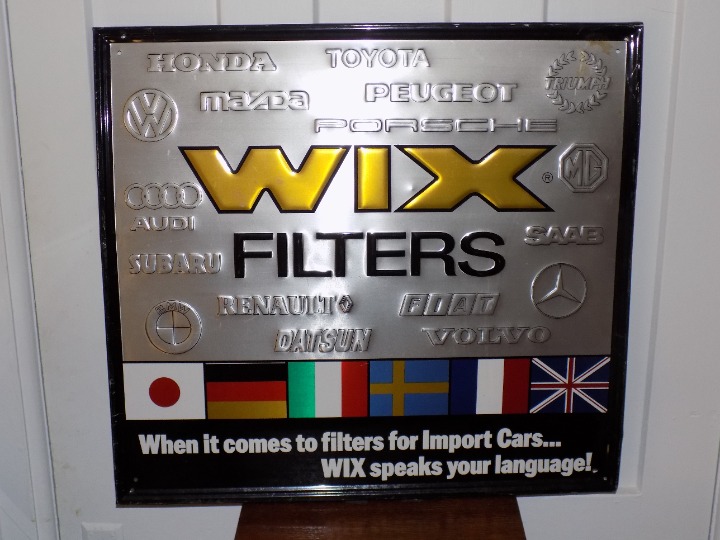 HONDA TOYOTA
TRIUMPH
mazda PEUGEOT
PORSCHE
WIX ®
MG
AUDI
SAAB
FILTERS
SUBARU
RENAULT FIAT
BMW
DATSUN VOLVO
When it comes to filters for Import Cars...
WIX speaks your language!